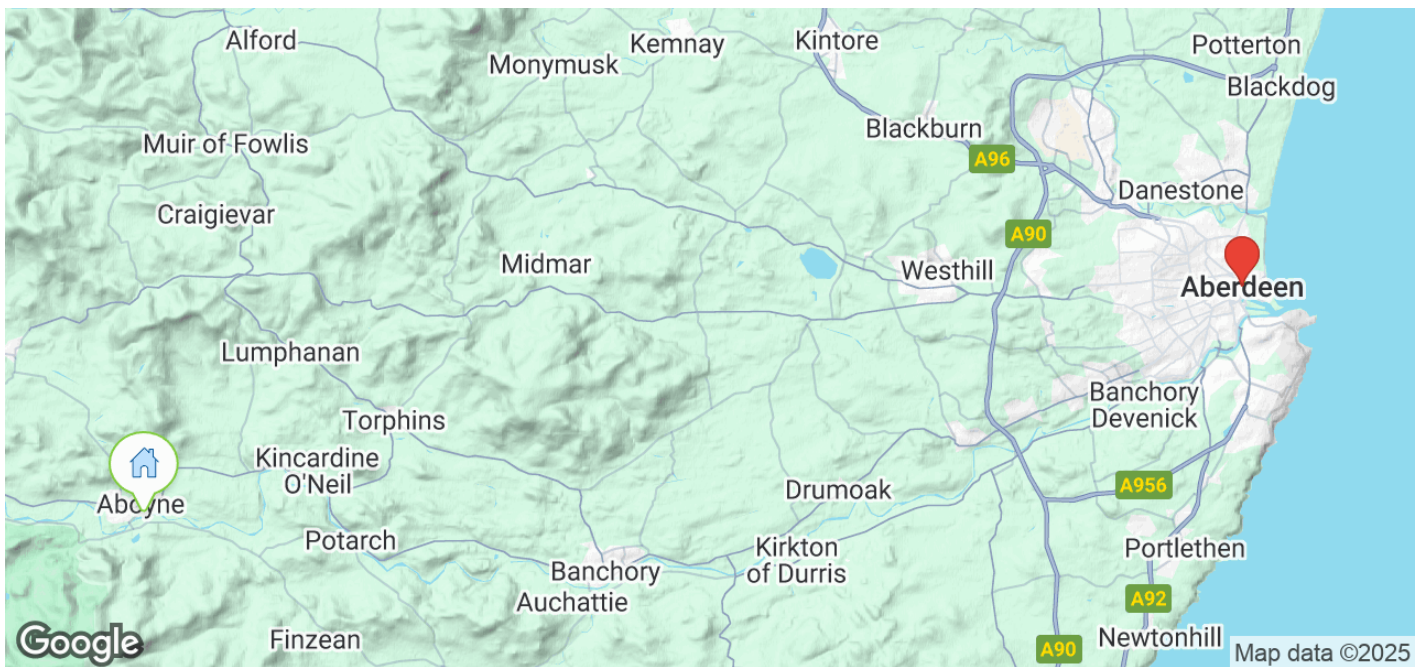 Alford
Kemnay
Kintore
Potterton
Monymusk
Blackdog
Blackburn
Muir of Fowlis
A96
Danestone
Craigievar
A90
Midmar
Westhill
Aberdeen
Lumphanan
Banchory
Devenick
Torphins
Kincardine
O'Neil
A956
Drumoak
Aboyne
Potarch
Kirkton
of Durris
Portlethen
Banchory
Auchattie
A92
Finzean
Newtonhill
A90
Google
Map data ©2025